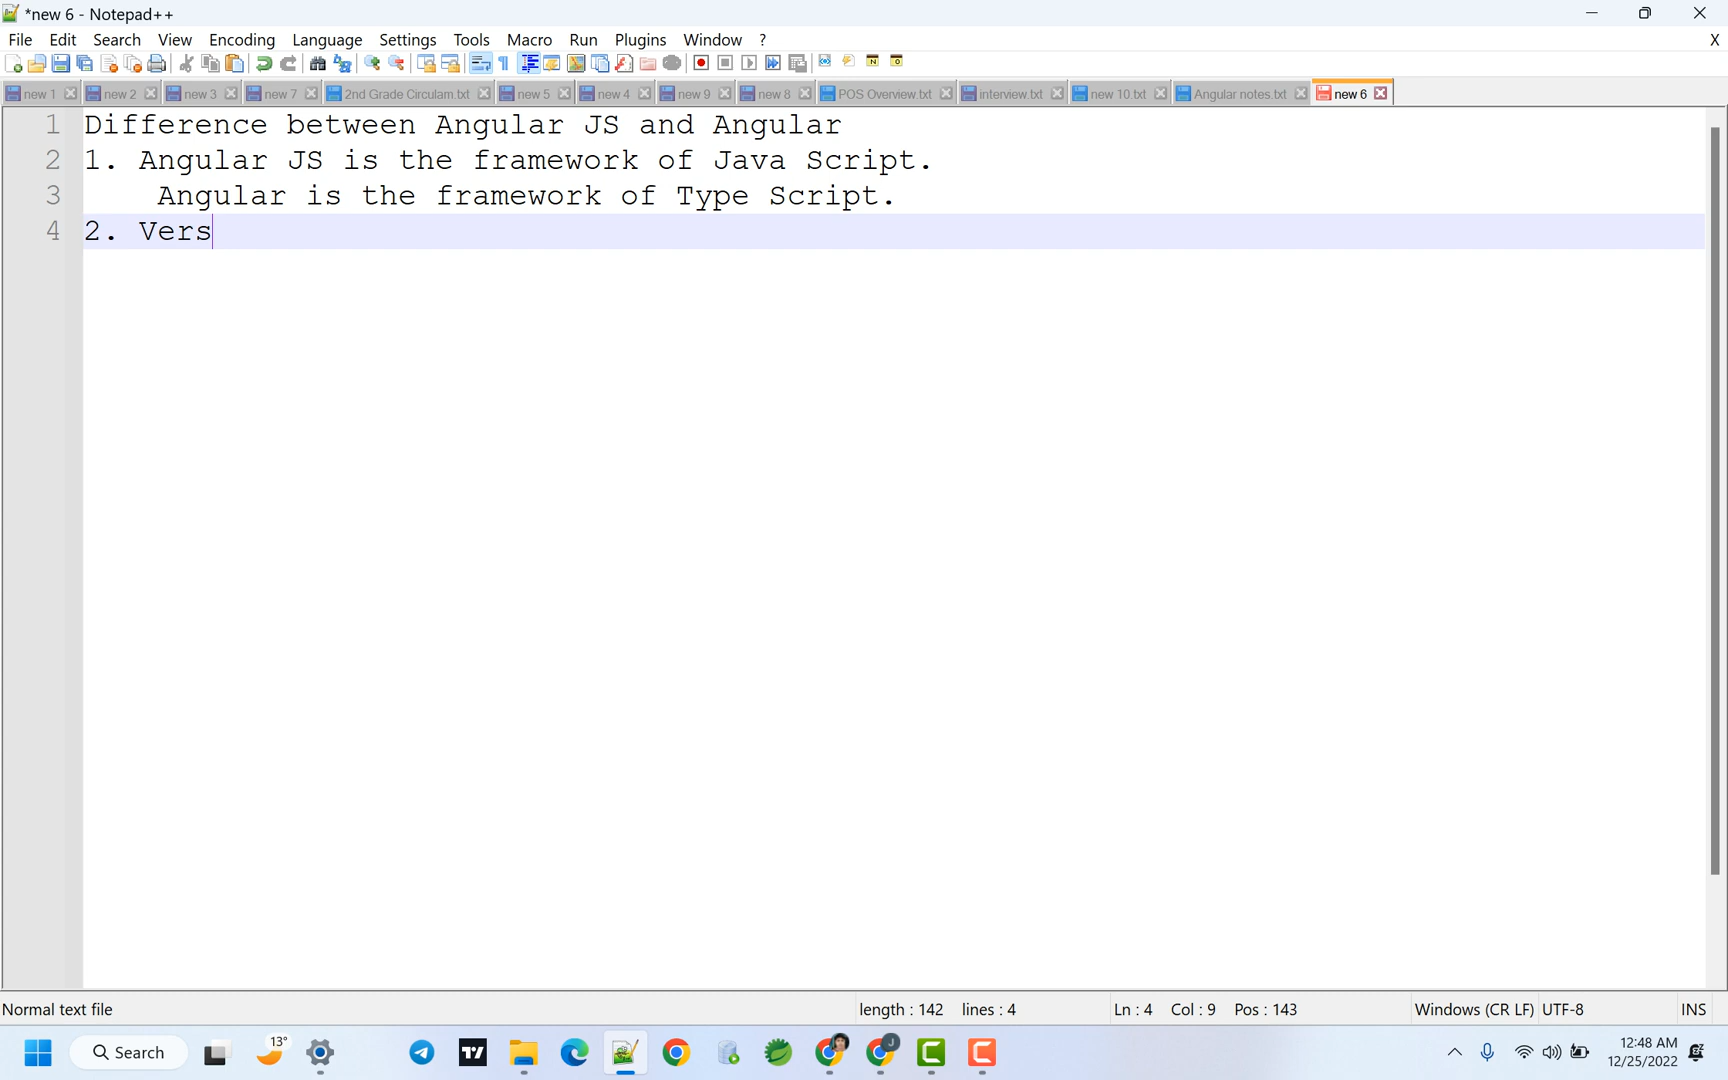 *new 6 - Notepad++
File Edit Search View Encoding Language Settings Tools Macro Run Plugins Window ? X
new 1 new 2 new 3 new 7 2nd Grade Circulam.txt new 5 new 4 new 9 new 8 POS Overview.txt interview.txt new 10.txt Angular notes.txt new 6
1 Difference between Angular JS and Angular
2 1. Angular JS is the framework of Java Script.
3 Angular is the framework of Type Script.
4 2. Vers
Normal text file length : 142 lines : 4 Ln : 4 Col : 9 Pos : 143 Windows (CR LF) UTF-8 INS
Search 13° 12:48 AM
12/25/2022